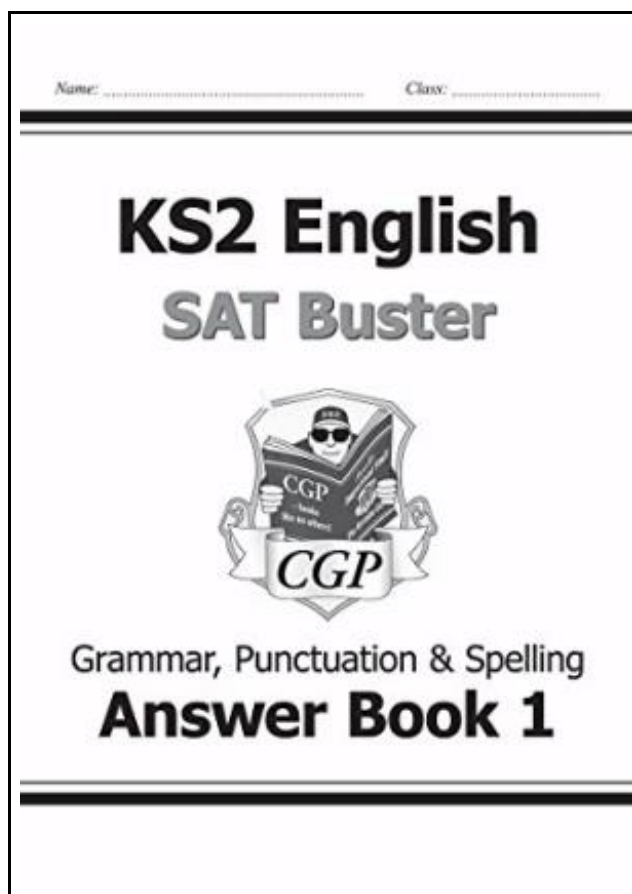 Name: Class:
KS2 English
SAT Buster
CGP
CGP
Grammar, Punctuation & Spelling
Answer Book 1